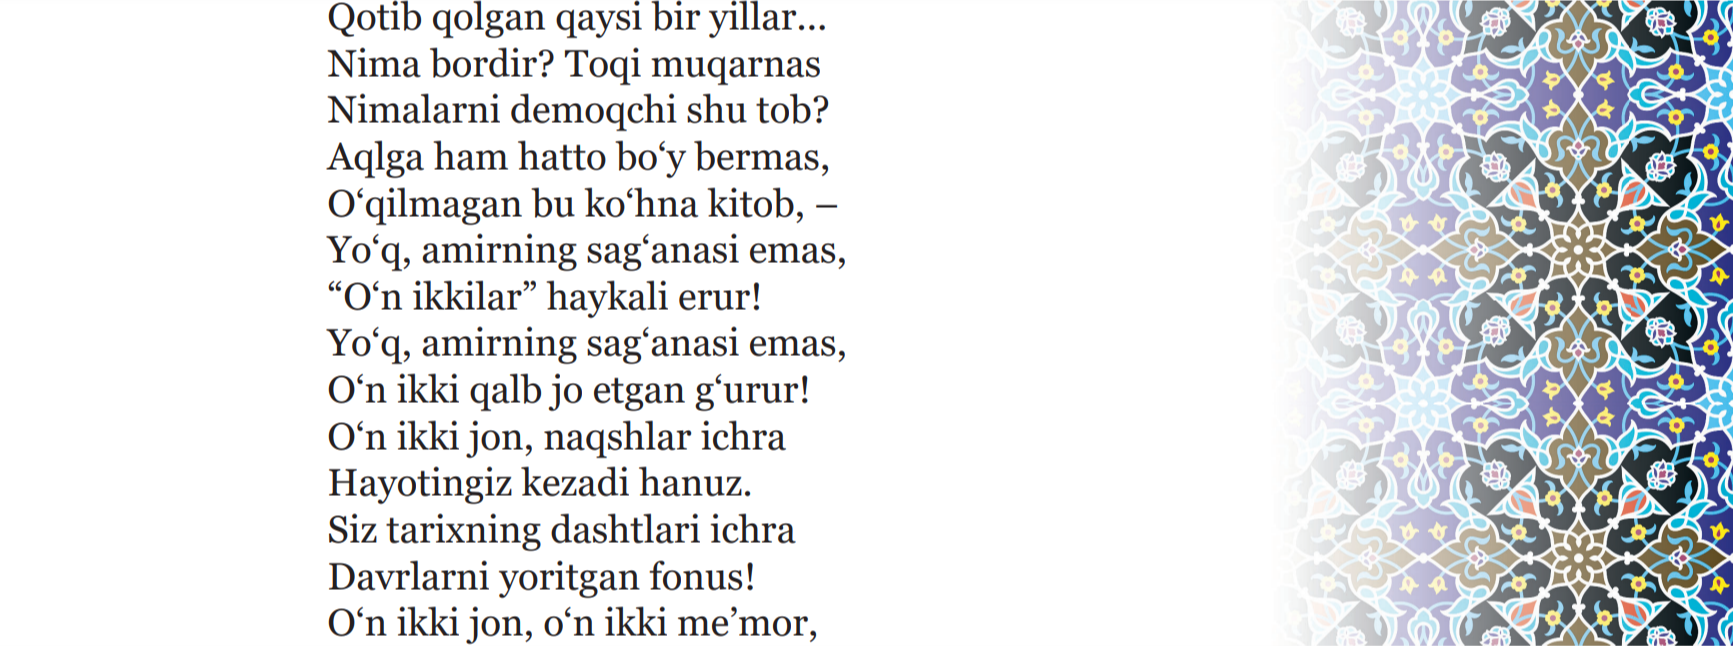 Qotib qolgan qaysi bir yillar...
Nima bordir? Toqi muqarnas
Nimalarni demoqchi shu tob?
Aqlga ham hatto bo‘y bermas,
O‘qilmagan bu ko‘hna kitob, –
Yo‘q, amirning sag‘anasi emas,
“O‘n ikkilar” haykali erur!
Yo‘q, amirning sag‘anasi emas,
O‘n ikki qalb jo etgan g‘urur!
O‘n ikki jon, naqshlar ichra
Hayotingiz kezadi hanuz.
Siz tarixning dashtlari ichra
Davrlarni yoritgan fonus!
O‘n ikki jon, o‘n ikki me’mor,